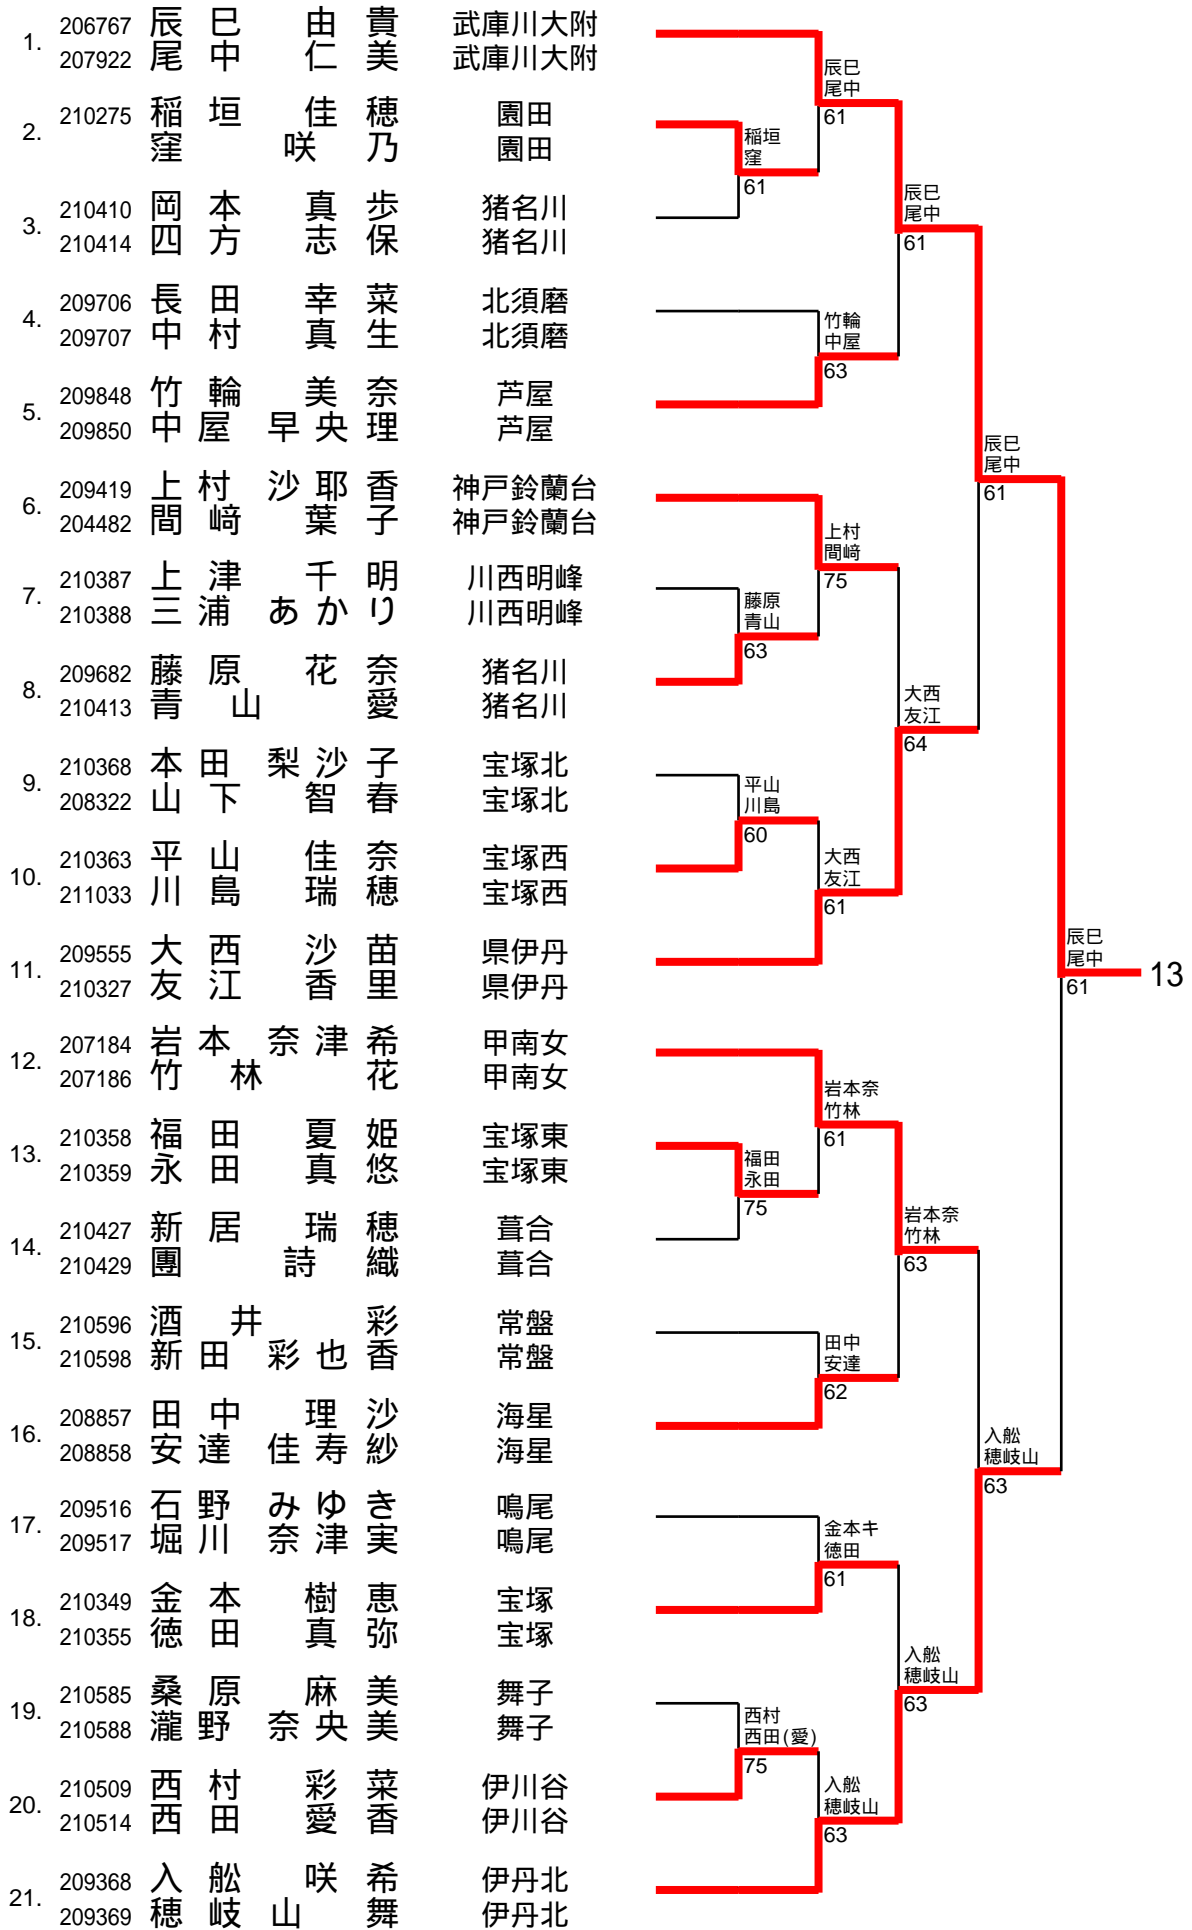 1. 206767 辰巳 由貴 武庫川大附
207922 尾中 仁美 武庫川大附
2. 210275 稲垣 佳穂 園田
窪 咲乃 園田
3. 210410 岡本 真歩 猪名川
210414 四方 志保 猪名川
4. 209706 長田 幸菜 北須磨
209707 中村 真生 北須磨
5. 209848 竹輪 美奈 芦屋
209850 中屋 早央理 芦屋
6. 209419 上村 沙耶香 神戸鈴蘭台
204482 間﨑 葉子 神戸鈴蘭台
7. 210387 上津 千明 川西明峰
210388 三浦 あかり 川西明峰
8. 209682 藤原 花奈 猪名川
210413 青山 愛 猪名川
9. 210368 本田 梨沙子 宝塚北
208322 山下 智春 宝塚北
10. 210363 平山 佳奈 宝塚西
211033 川島 瑞穂 宝塚西
11. 209555 大西 沙苗 県伊丹
210327 友江 香里 県伊丹
12. 207184 岩本 奈津希 甲南女
207186 竹林 花 甲南女
13. 210358 福田 夏姫 宝塚東
210359 永田 真悠 宝塚東
14. 210427 新居 瑞穂 葺合
210429 團 詩織 葺合
15. 210596 酒井 彩 常盤
210598 新田 彩也香 常盤
16. 208857 田中 理沙 海星
208858 安達 佳寿紗 海星
17. 209516 石野 みゆき 鳴尾
209517 堀川 奈津実 鳴尾
18. 210349 金本 樹恵 宝塚
210355 徳田 真弥 宝塚
19. 210585 桑原 麻美 舞子
210588 瀧野 奈央美 舞子
20. 210509 西村 彩菜 伊川谷
210514 西田 愛香 伊川谷
21. 209368 入舩 咲希 伊丹北
209369 穂岐山 舞 伊丹北
稲垣
窪
61
藤原
青山
63
平山
川島
60
福田
永田
75
西村
西田(愛)
75
辰巳
尾中
61
竹輪
中屋
63
上村
間﨑
75
大西
友江
61
岩本奈
竹林
61
田中
安達
62
金本キ
徳田
61
入舩
穂岐山
63
辰巳
尾中
61
大西
友江
64
岩本奈
竹林
63
入舩
穂岐山
63
辰巳
尾中
61
入舩
穂岐山
63
辰巳
尾中
61
13